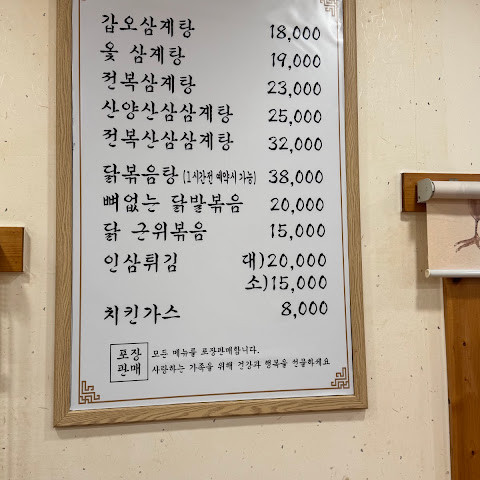 갑오삼계탕 18,000
옻 삼계탕 19,000
전복삼계탕 23,000
산양산삼삼계탕 25,000
전복산삼삼계탕 32,000
닭볶음탕 (1시간전 예약시 가능) 38,000
뼈없는 닭발볶음 20,000
닭 근위볶음 15,000
인삼튀김 대)20,000
소)15,000
치킨가스 8,000
포장 모든 메뉴를 포장판매합니다.
판매 사랑하는 가족을 위해 건강과 행복을 선물하세요